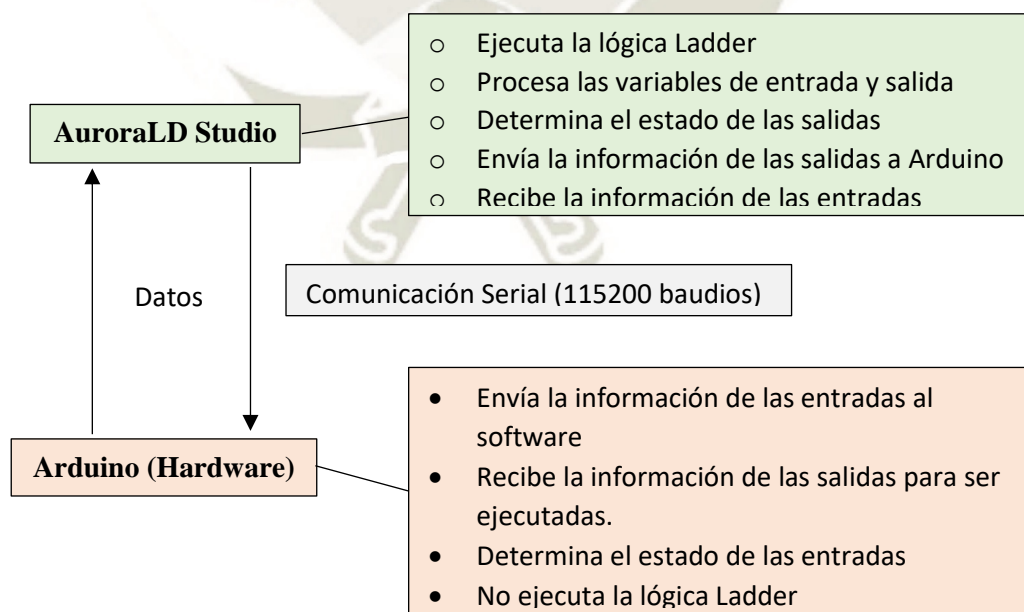 o Ejecuta la lógica Ladder
o Procesa las variables de entrada y salida
o Determina el estado de las salidas
o Envía la información de las salidas a Arduino
o Recibe la información de las entradas
AuroraLD Studio
Datos
Comunicación Serial (115200 baudios)
Arduino (Hardware)
• Envía la información de las entradas al
software
• Recibe la información de las salidas para ser
ejecutadas.
• Determina el estado de las entradas
• No ejecuta la lógica Ladder